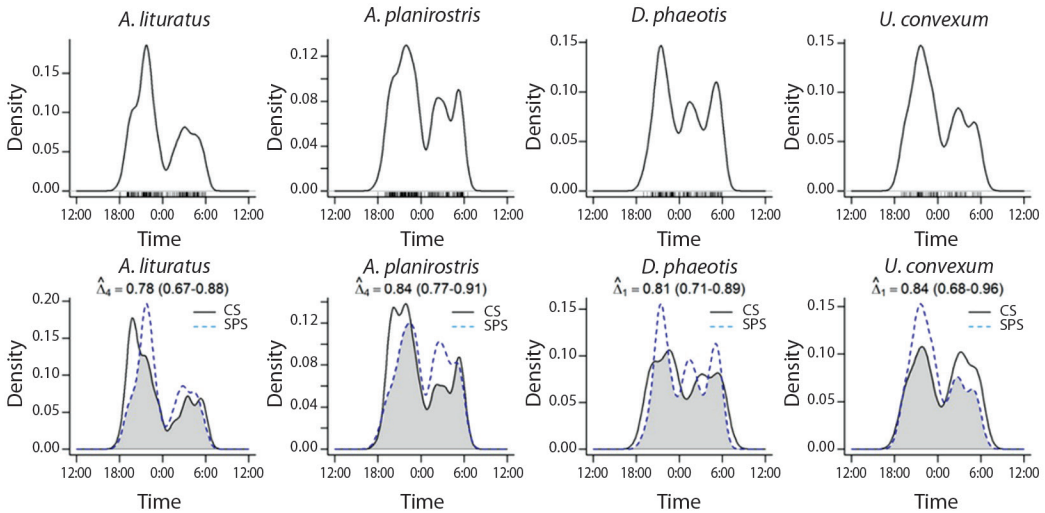 A. lituratus
A. planirostris
D. phaeotis
U. convexum
Density
0.15
0.10
0.05
0.00
12:00 18:00 0:00 6:00 12:00
Time
Density
0.12
0.08
0.04
0.00
12:00 18:00 0:00 6:00 12:00
Time
Density
0.15
0.10
0.05
0.00
12:00 18:00 0:00 6:00 12:00
Time
Density
0.15
0.10
0.05
0.00
12:00 18:00 0:00 6:00 12:00
Time
A. lituratus
Δ̂₄ = 0.78 (0.67-0.88)
CS
SPS
Density
0.20
0.15
0.10
0.05
0.00
12:00 18:00 0:00 6:00 12:00
Time
A. planirostris
Δ̂₄ = 0.84 (0.77-0.91)
CS
SPS
Density
0.12
0.08
0.04
0.00
12:00 18:00 0:00 6:00 12:00
Time
D. phaeotis
Δ̂₁ = 0.81 (0.71-0.89)
CS
SPS
Density
0.15
0.10
0.05
0.00
12:00 18:00 0:00 6:00 12:00
Time
U. convexum
Δ̂₁ = 0.84 (0.68-0.96)
CS
SPS
Density
0.15
0.10
0.05
0.00
12:00 18:00 0:00 6:00 12:00
Time